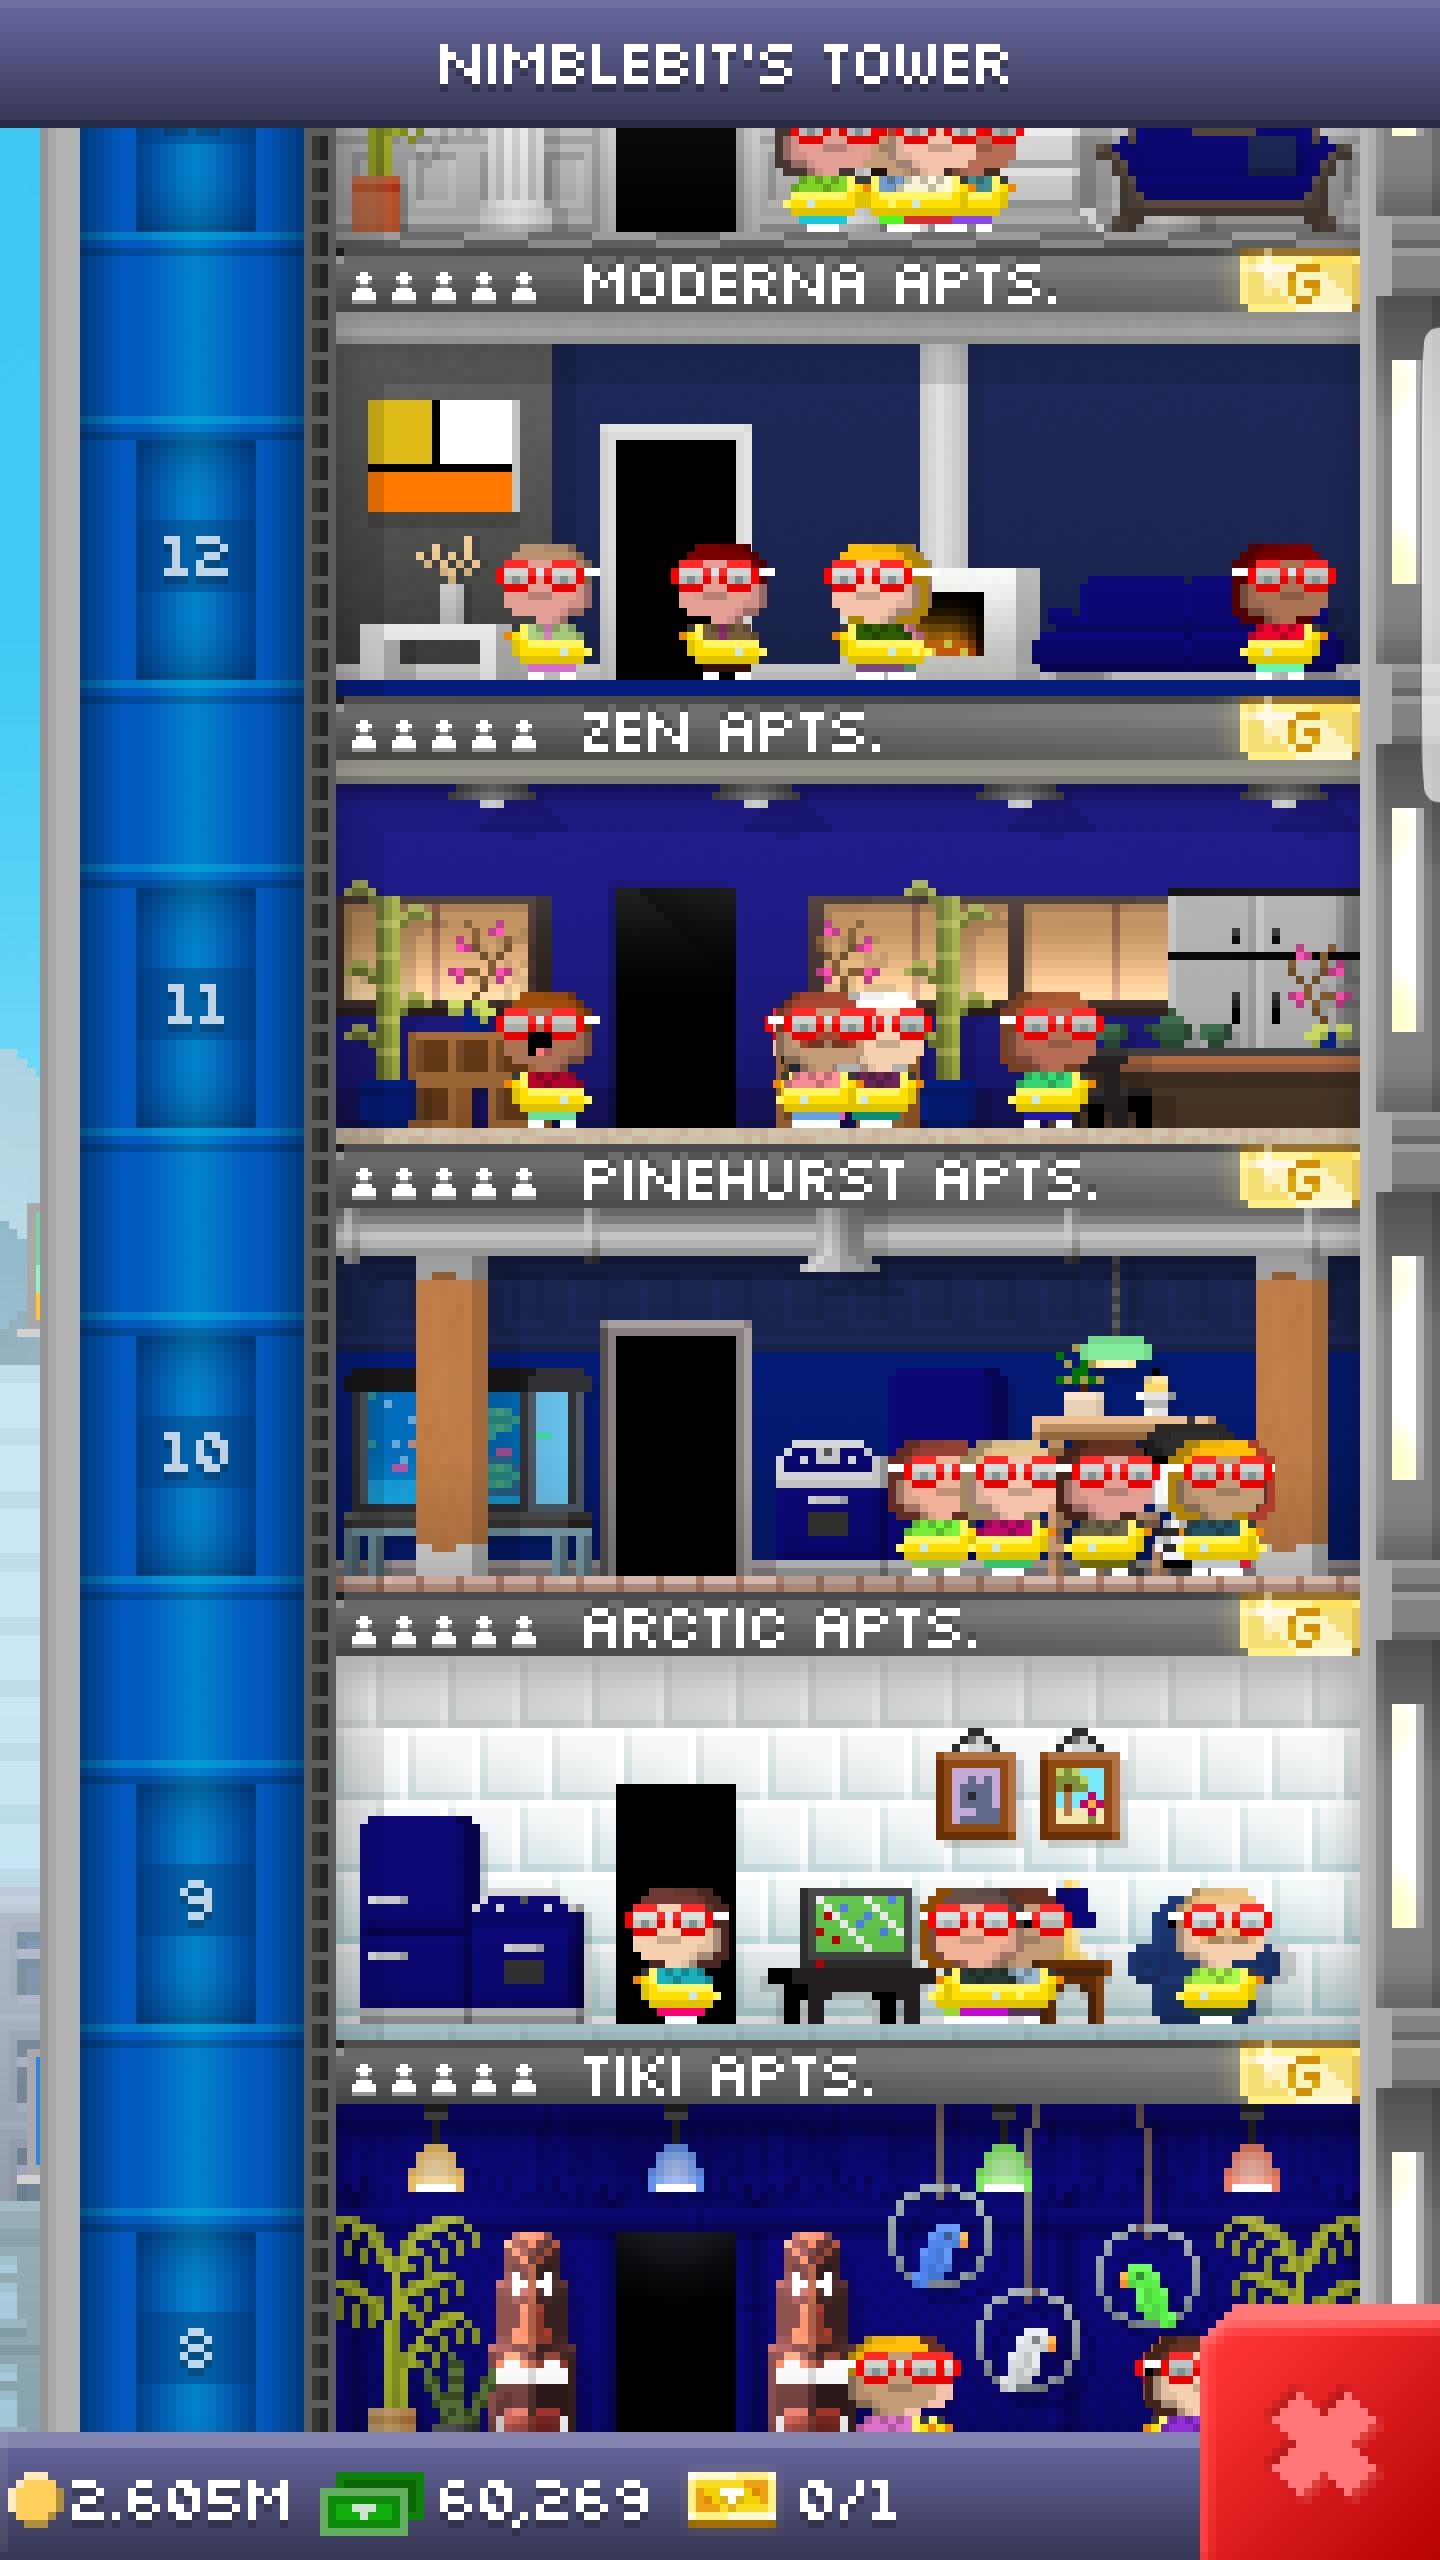 NIMBLEBIT'S TOWER
MODERNA APTS. G
12
ZEN APTS. G
11
PINEHURST APTS. G
10
ARCTIC APTS. G
9
TIKI APTS. G
8
2.605M 60,269 0/1